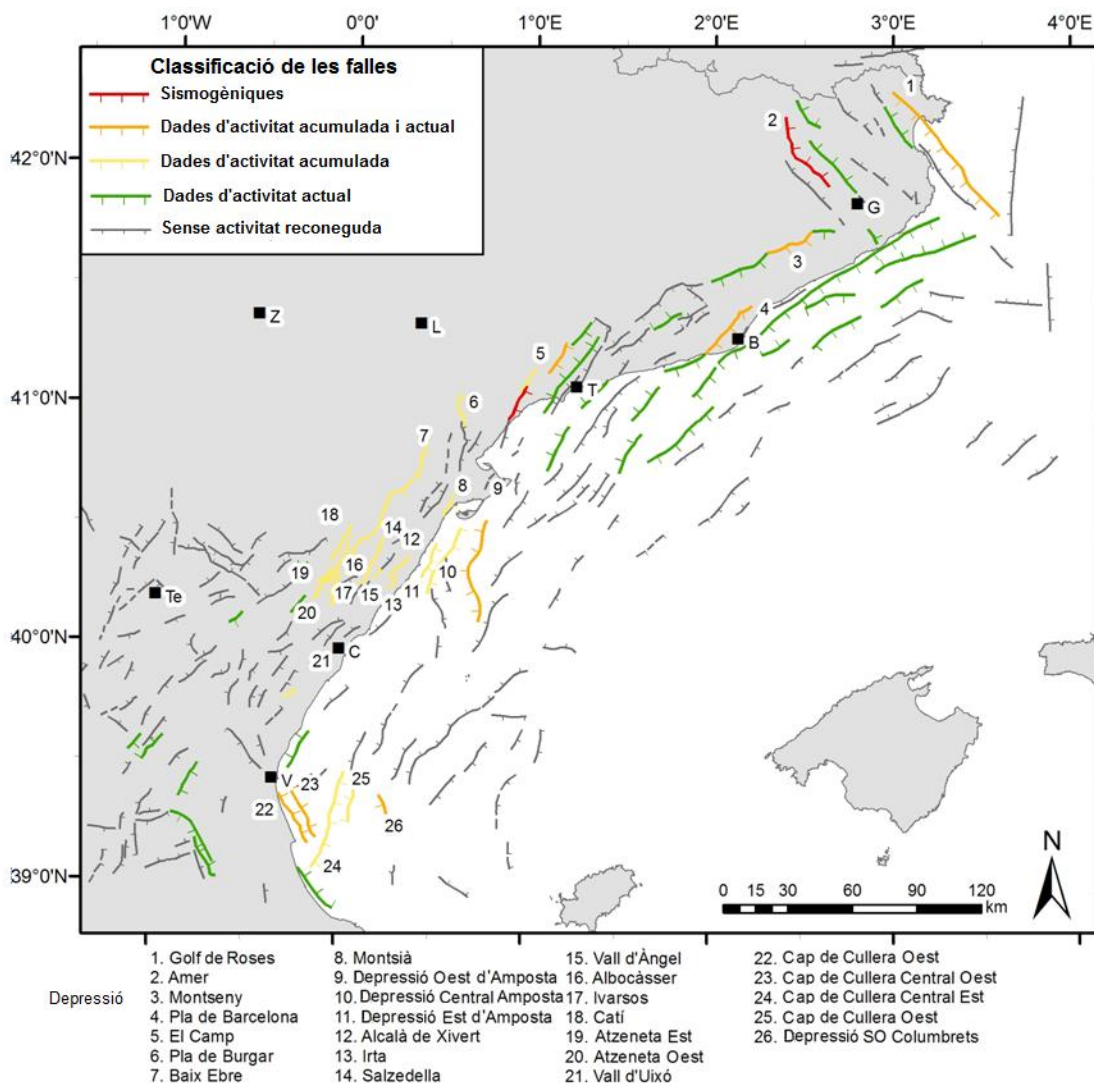 1°0'W 0°0' 1°0'E 2°0'E 3°0'E 4°0'E
Classificació de les falles
Sismogèniques
Dades d'activitat acumulada i actual
Dades d'activitat acumulada
Dades d'activitat actual
Sense activitat reconeguda
1
2
42°0'N
G
3
4
Z
L
B
5
41°0'N
T
6
7
8
9
18
14
12
19
16
10
Te
17
15
11
20
13
40°0'N
21
C
V
23
25
22
26
24
39°0'N
N
0 15 30 60 90 120
km
1. Golf de Roses
2. Amer
Depressió
3. Montseny
4. Pla de Barcelona
5. El Camp
6. Pla de Burgar
7. Baix Ebre
8. Montsià
9. Depressió Oest d'Amposta
10. Depressió Central Amposta
11. Depressió Est d'Amposta
12. Alcalà de Xivert
13. Irta
14. Salzedella
15. Vall d'Àngel
16. Albocàsser
17. Ivarsos
18. Catí
19. Atzeneta Est
20. Atzeneta Oest
21. Vall d'Uixó
22. Cap de Cullera Oest
23. Cap de Cullera Central Oest
24. Cap de Cullera Central Est
25. Cap de Cullera Oest
26. Depressió SO Columbrets